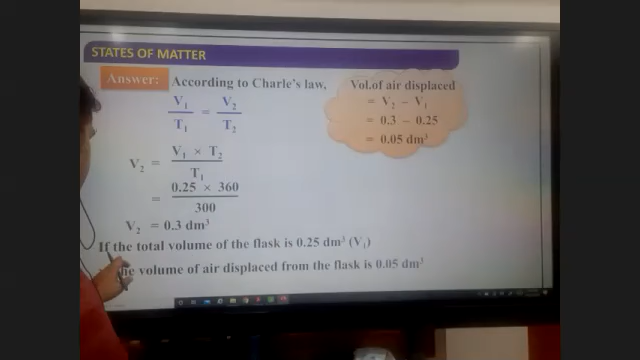 STATES OF MATTER
Answer: According to Charle's law,
V₁/T₁ = V₂/T₂
V₂ = V₁ × T₂ / T₁
= 0.25 × 360 / 300
V₂ = 0.3 dm³
Vol.of air displaced
= V₂ – V₁
= 0.3 – 0.25
= 0.05 dm³
If the total volume of the flask is 0.25 dm³ (V₁)
volume of air displaced from the flask is 0.05 dm³